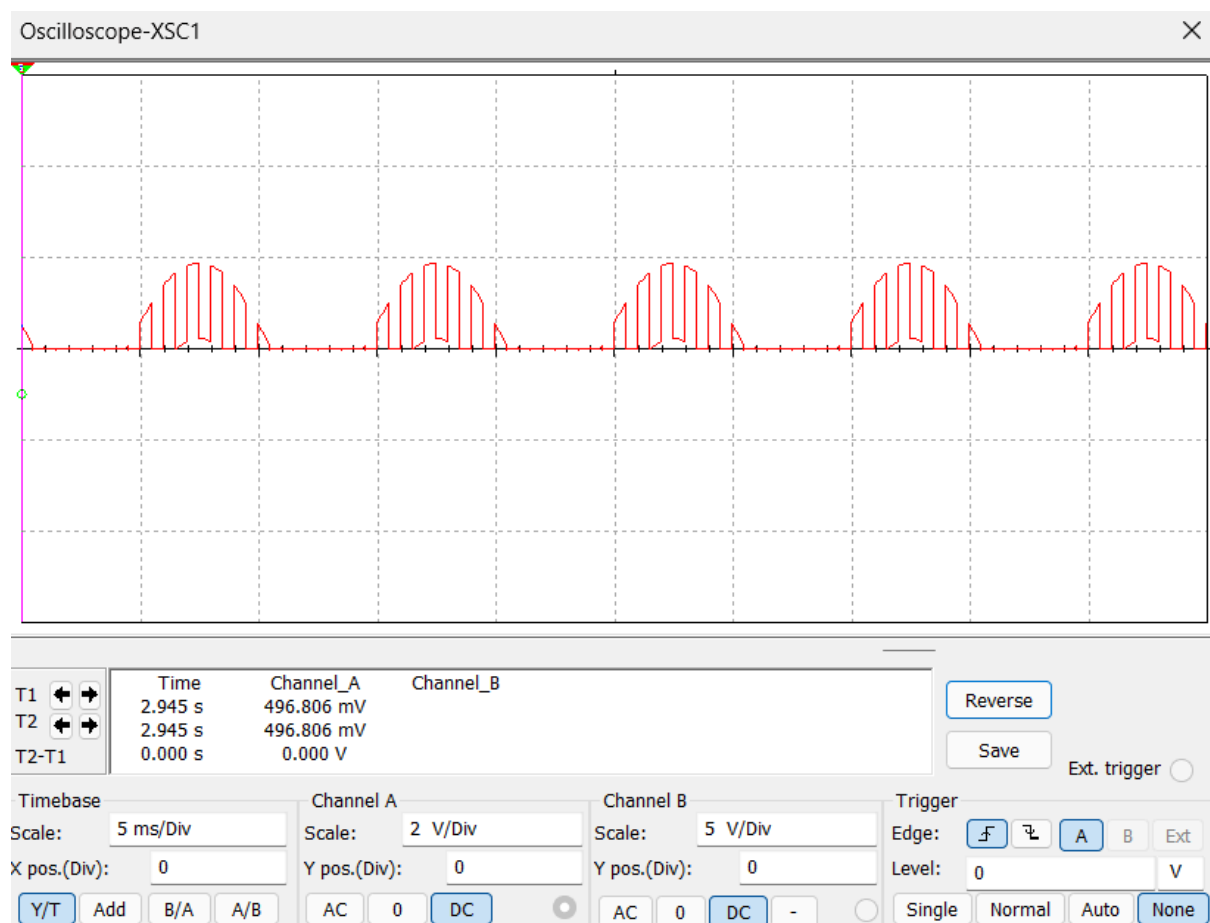 Oscilloscope-XSC1
Time Channel_A Channel_B
T1 2.945 s 496.806 mV
T2 2.945 s 496.806 mV
T2-T1 0.000 s 0.000 V
Reverse
Save
Ext. trigger
Timebase Channel A Channel B Trigger
Scale: 5 ms/Div Scale: 2 V/Div Scale: 5 V/Div Edge: A B Ext
X pos.(Div): 0 Y pos.(Div): 0 Y pos.(Div): 0 Level: 0 V
Y/T Add B/A A/B AC 0 DC AC 0 DC - Single Normal Auto None